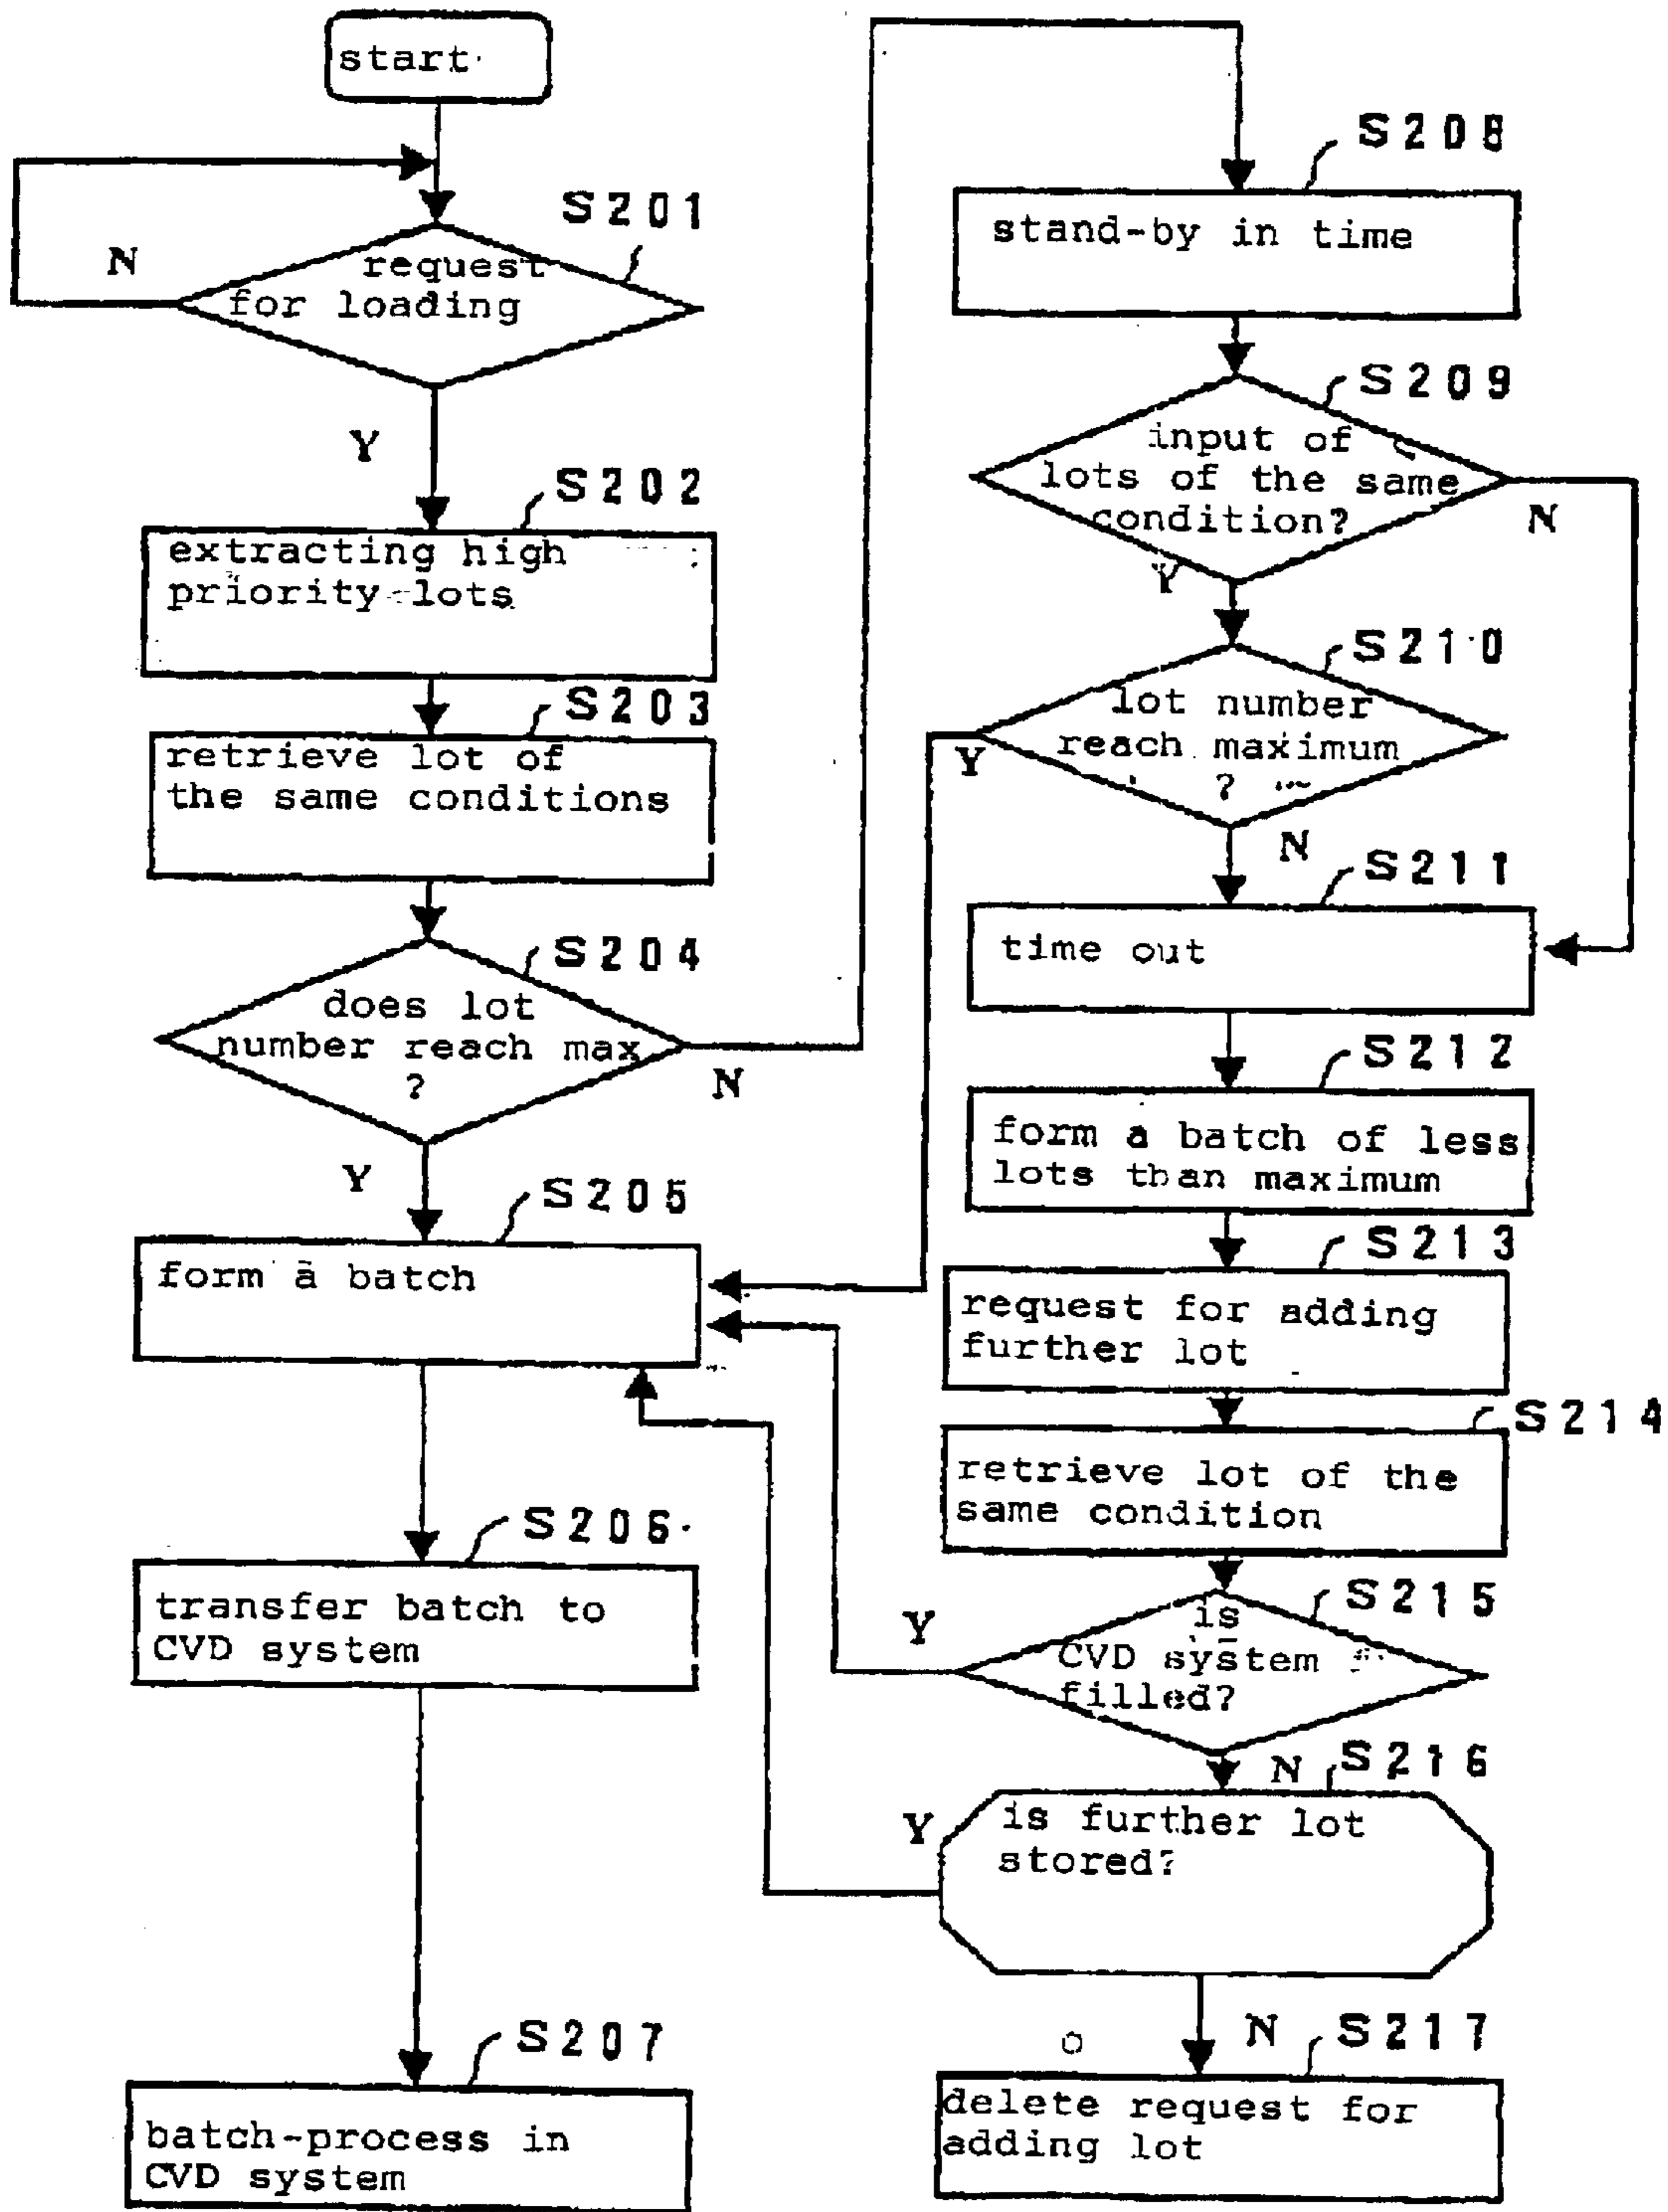 start
S201
N
request
for loading
Y
S202
extracting high
priority lots
S203
retrieve lot of
the same conditions
S204
does lot
number reach max
?
N
Y
S205
form a batch
S206
transfer batch to
CVD system
S207
batch-process in
CVD system
S208
stand-by in time
S209
input of
lots of the same
condition?
N
Y
S210
lot number
reach maximum
?
Y
N
S211
time out
S212
form a batch of less
lots than maximum
S213
request for adding
further lot
S214
retrieve lot of the
same condition
S215
is
CVD system
filled?
Y
N
S216
is further lot
stored?
Y
N
S217
delete request for
adding lot